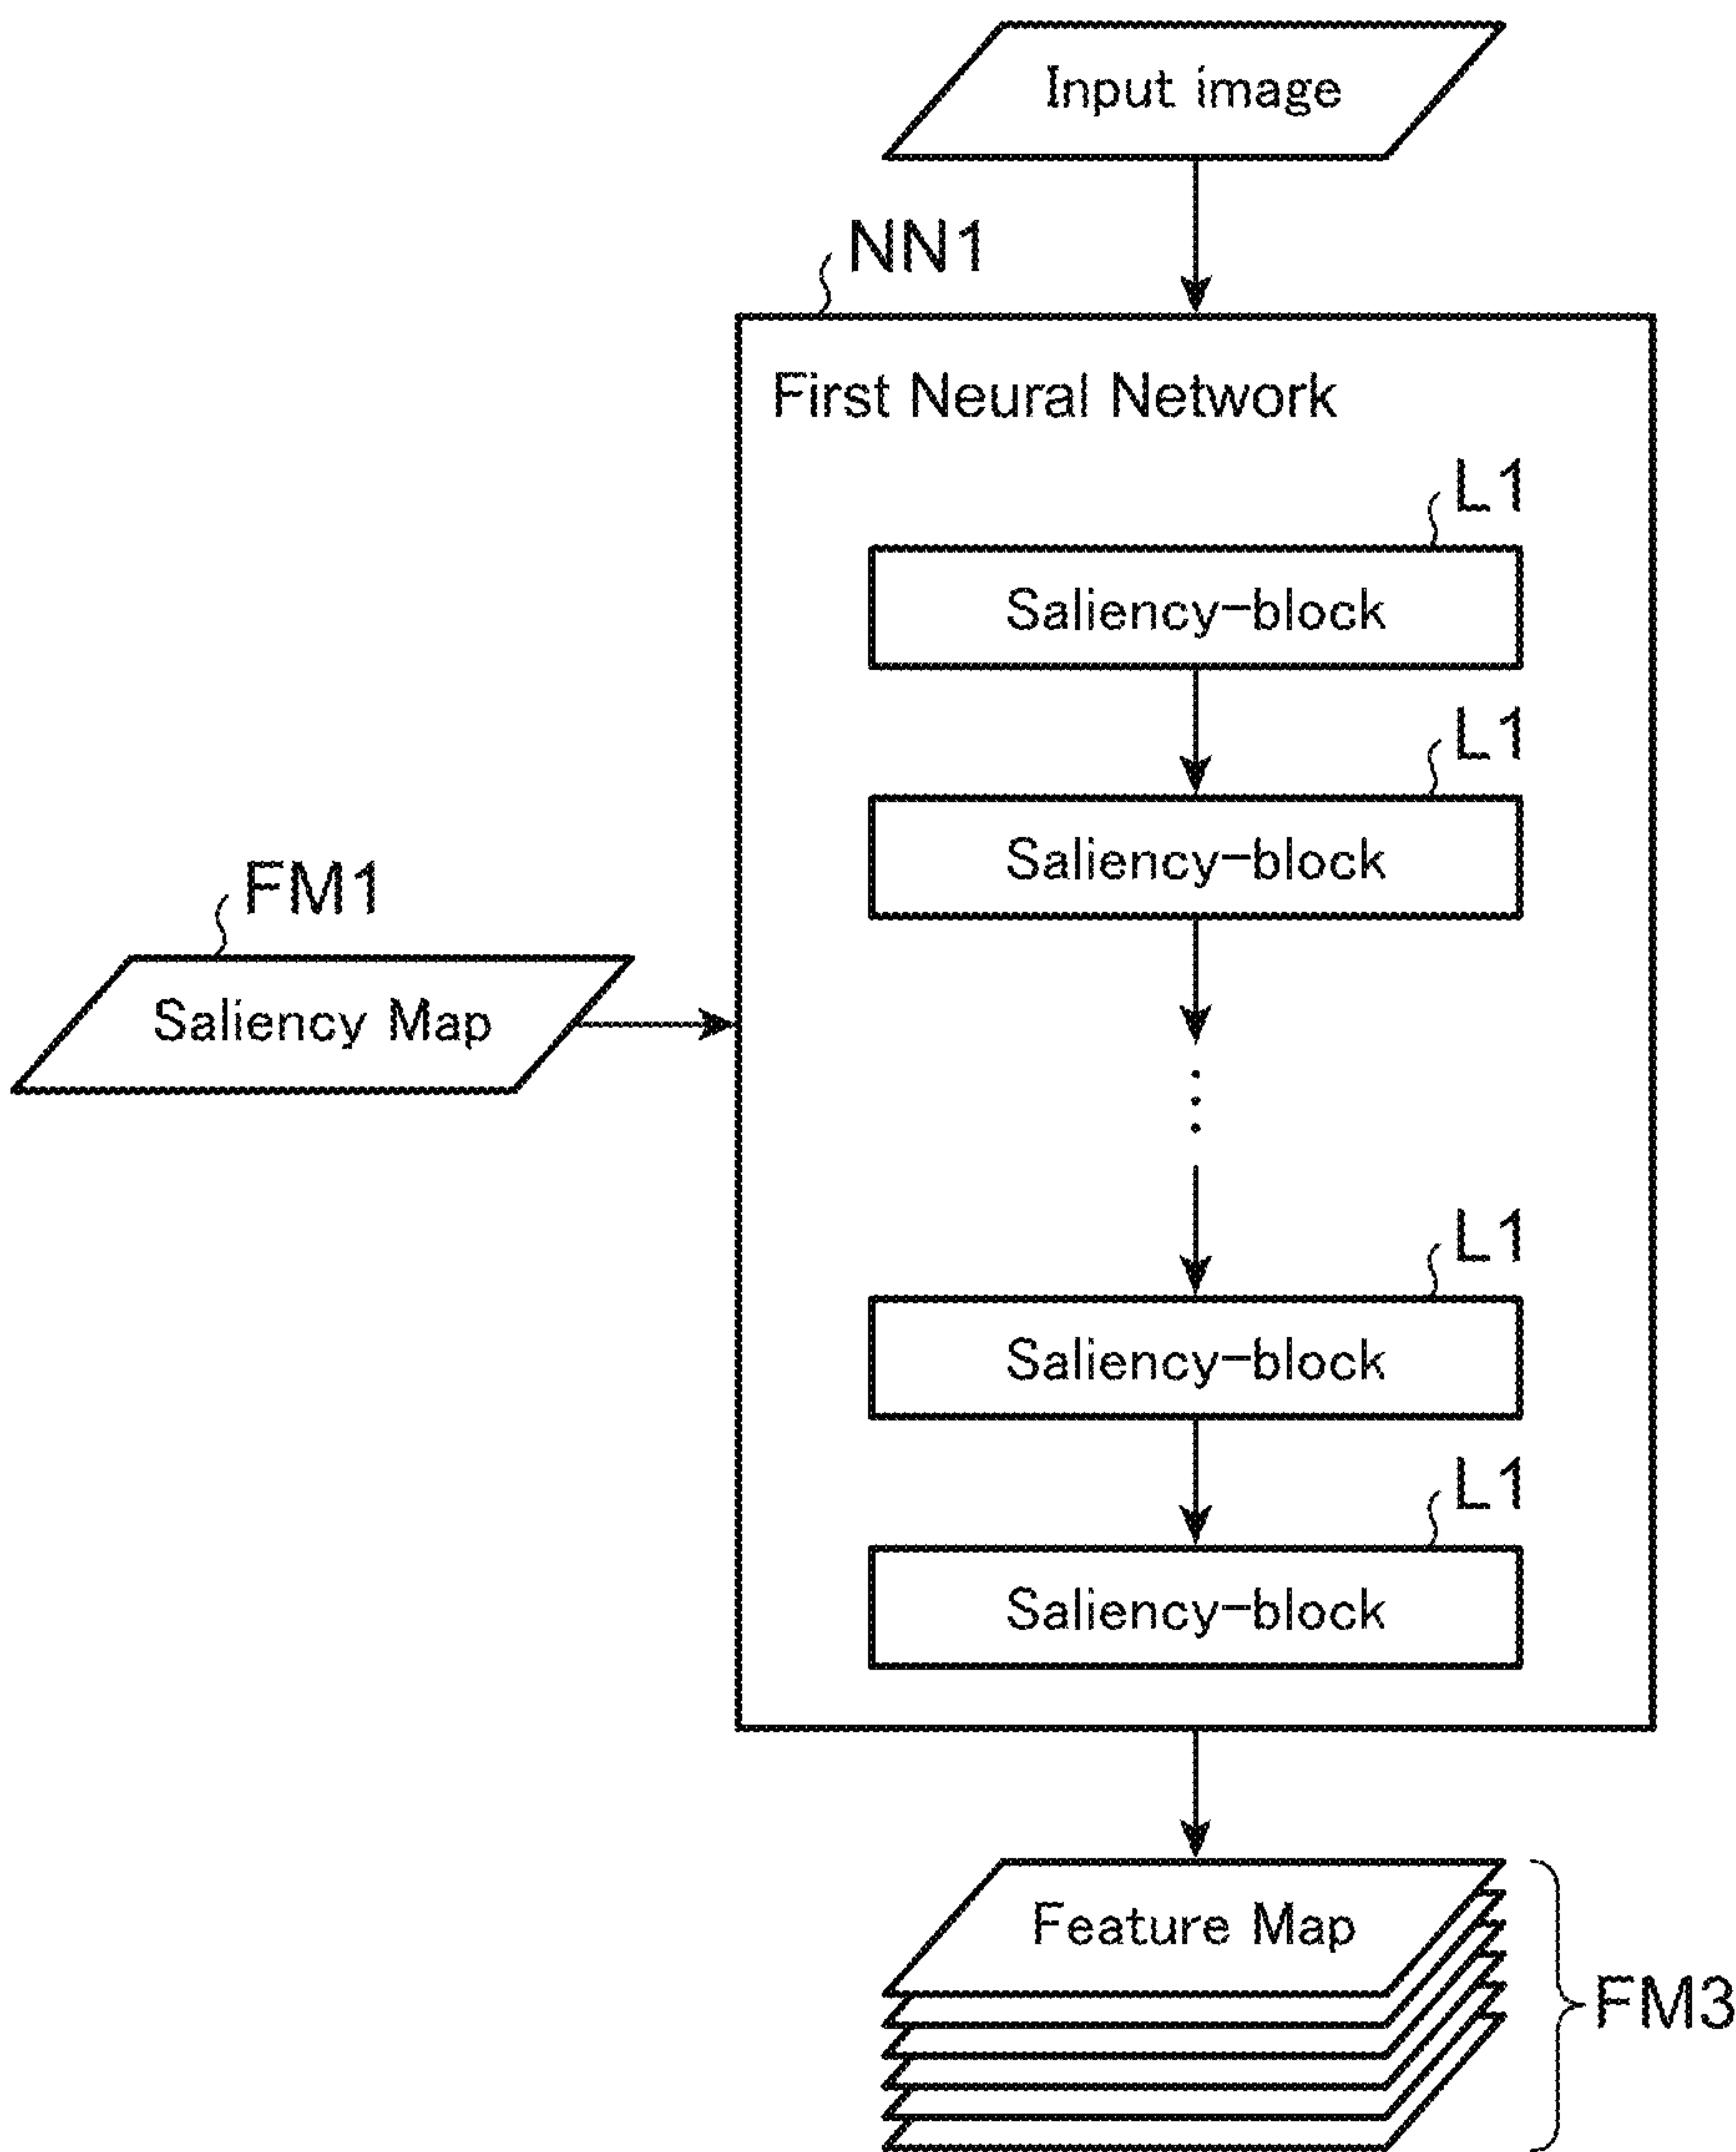 Input image
NN1
First Neural Network
L1
Saliency-block
L1
Saliency-block
FM1
Saliency Map
L1
Saliency-block
L1
Saliency-block
Feature Map
FM3